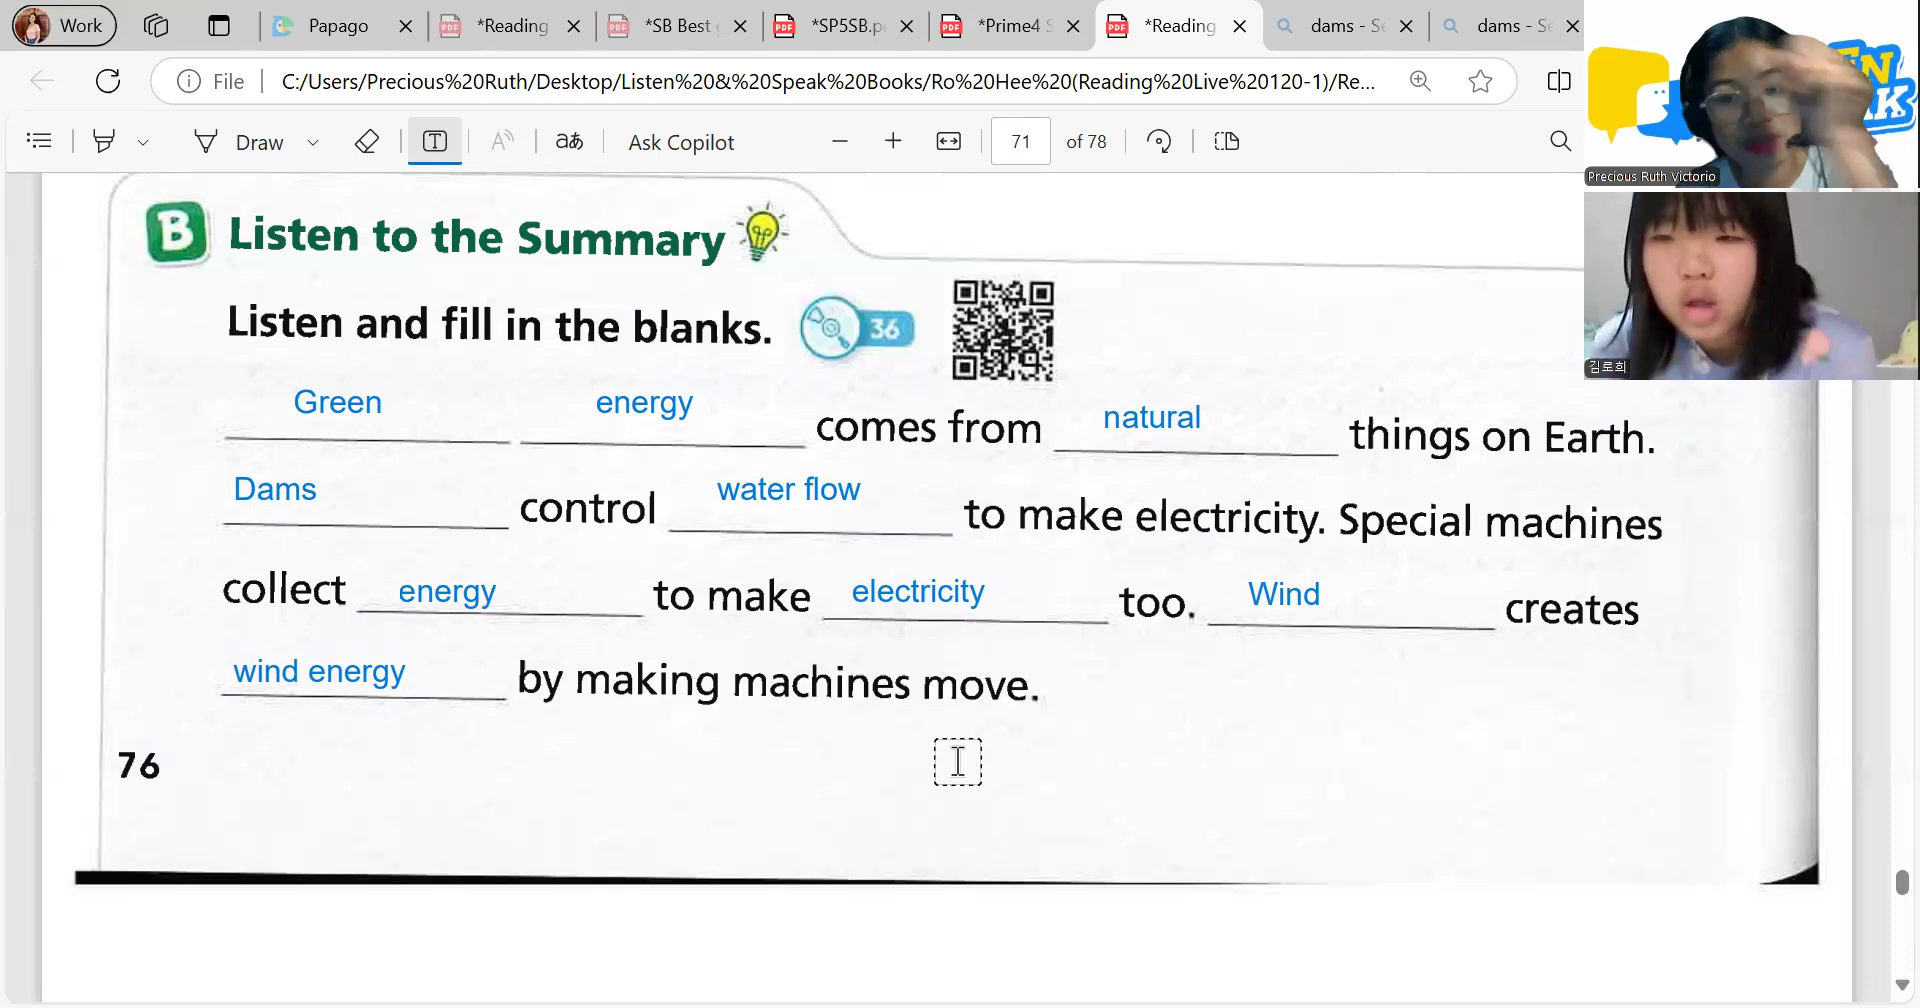 Work
Papago
*Reading
*SB Best
*SP5SB.p
*Prime4 S
*Reading
dams - Se
dams - Se
File
C:/Users/Precious%20Ruth/Desktop/Listen%20&%20Speak%20Books/Ro%20Hee%20(Reading%20Live%20120-1)/Re...
Draw
aあ
Ask Copilot
71
of 78
Precious Ruth Victorio
김로희
B Listen to the Summary
Listen and fill in the blanks. 36
Green energy comes from natural things on Earth.
Dams control water flow to make electricity. Special machines
collect energy to make electricity too. Wind creates
wind energy by making machines move.
76